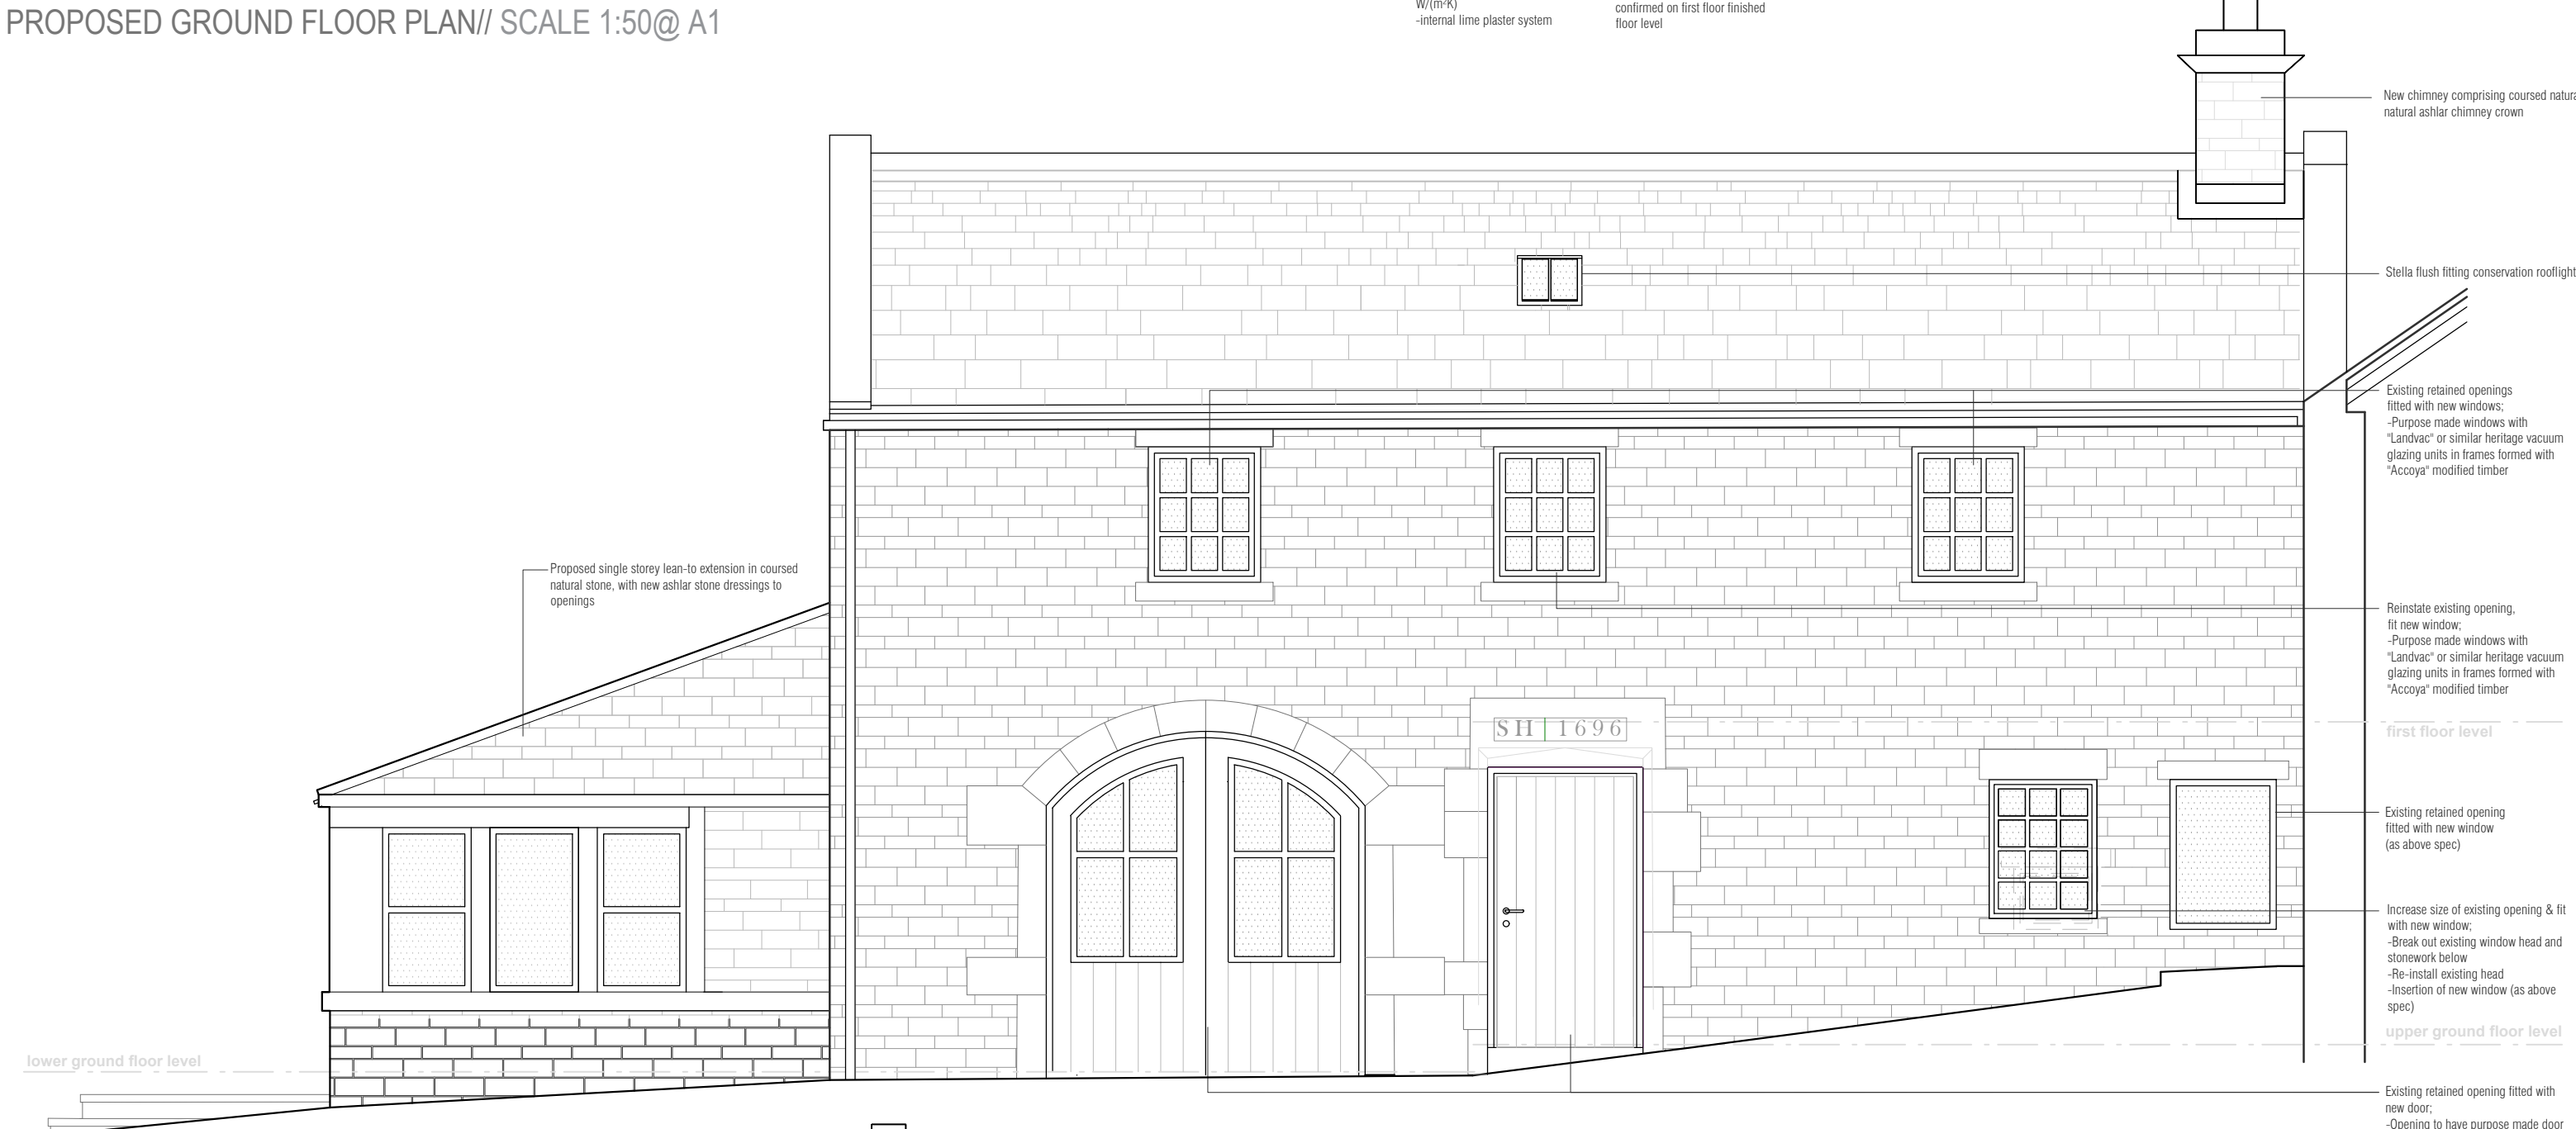 PROPOSED GROUND FLOOR PLAN// SCALE 1:50@ A1
W/(m²K)
-internal lime plaster system
confirmed on first floor finished
floor level
New chimney comprising coursed natura
natural ashlar chimney crown
Stella flush fitting conservation rooflight
Existing retained openings
fitted with new windows;
-Purpose made windows with
"Landvac" or similar heritage vacuum
glazing units in frames formed with
"Accoya" modified timber
Proposed single storey lean-to extension in coursed
natural stone, with new ashlar stone dressings to
openings
Reinstate existing opening,
fit new window;
-Purpose made windows with
"Landvac" or similar heritage vacuum
glazing units in frames formed with
"Accoya" modified timber
SH|1696
first floor level
Existing retained opening
fitted with new window
(as above spec)
Increase size of existing opening & fit
with new window;
-Break out existing window head and
stonework below
-Re-install existing head
-Insertion of new window (as above
spec)
upper ground floor level
lower ground floor level
Existing retained opening fitted with
new door;
-Opening to have purpose made door